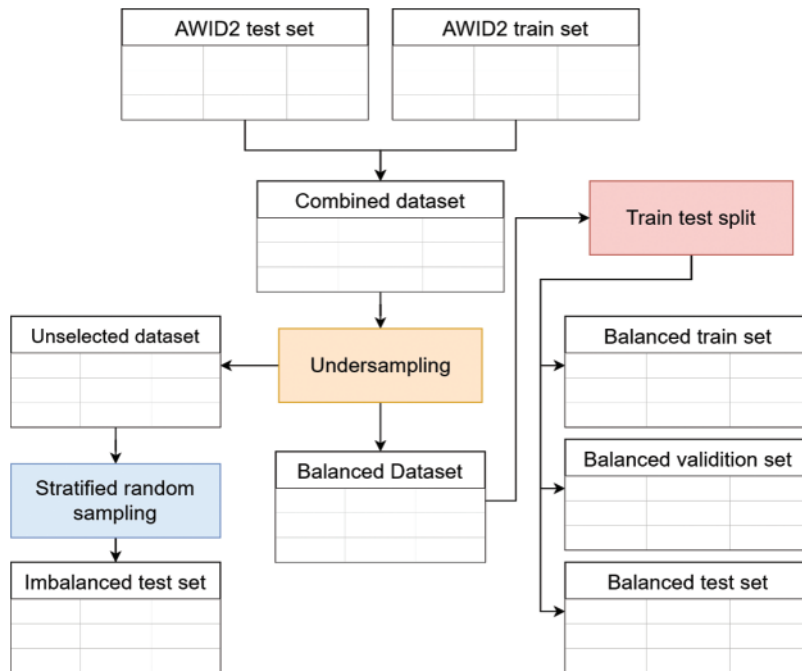 AWID2 test set
AWID2 train set
Combined dataset
Train test split
Unselected dataset
Undersampling
Balanced train set
Balanced Dataset
Balanced validition set
Stratified random
sampling
Imbalanced test set
Balanced test set